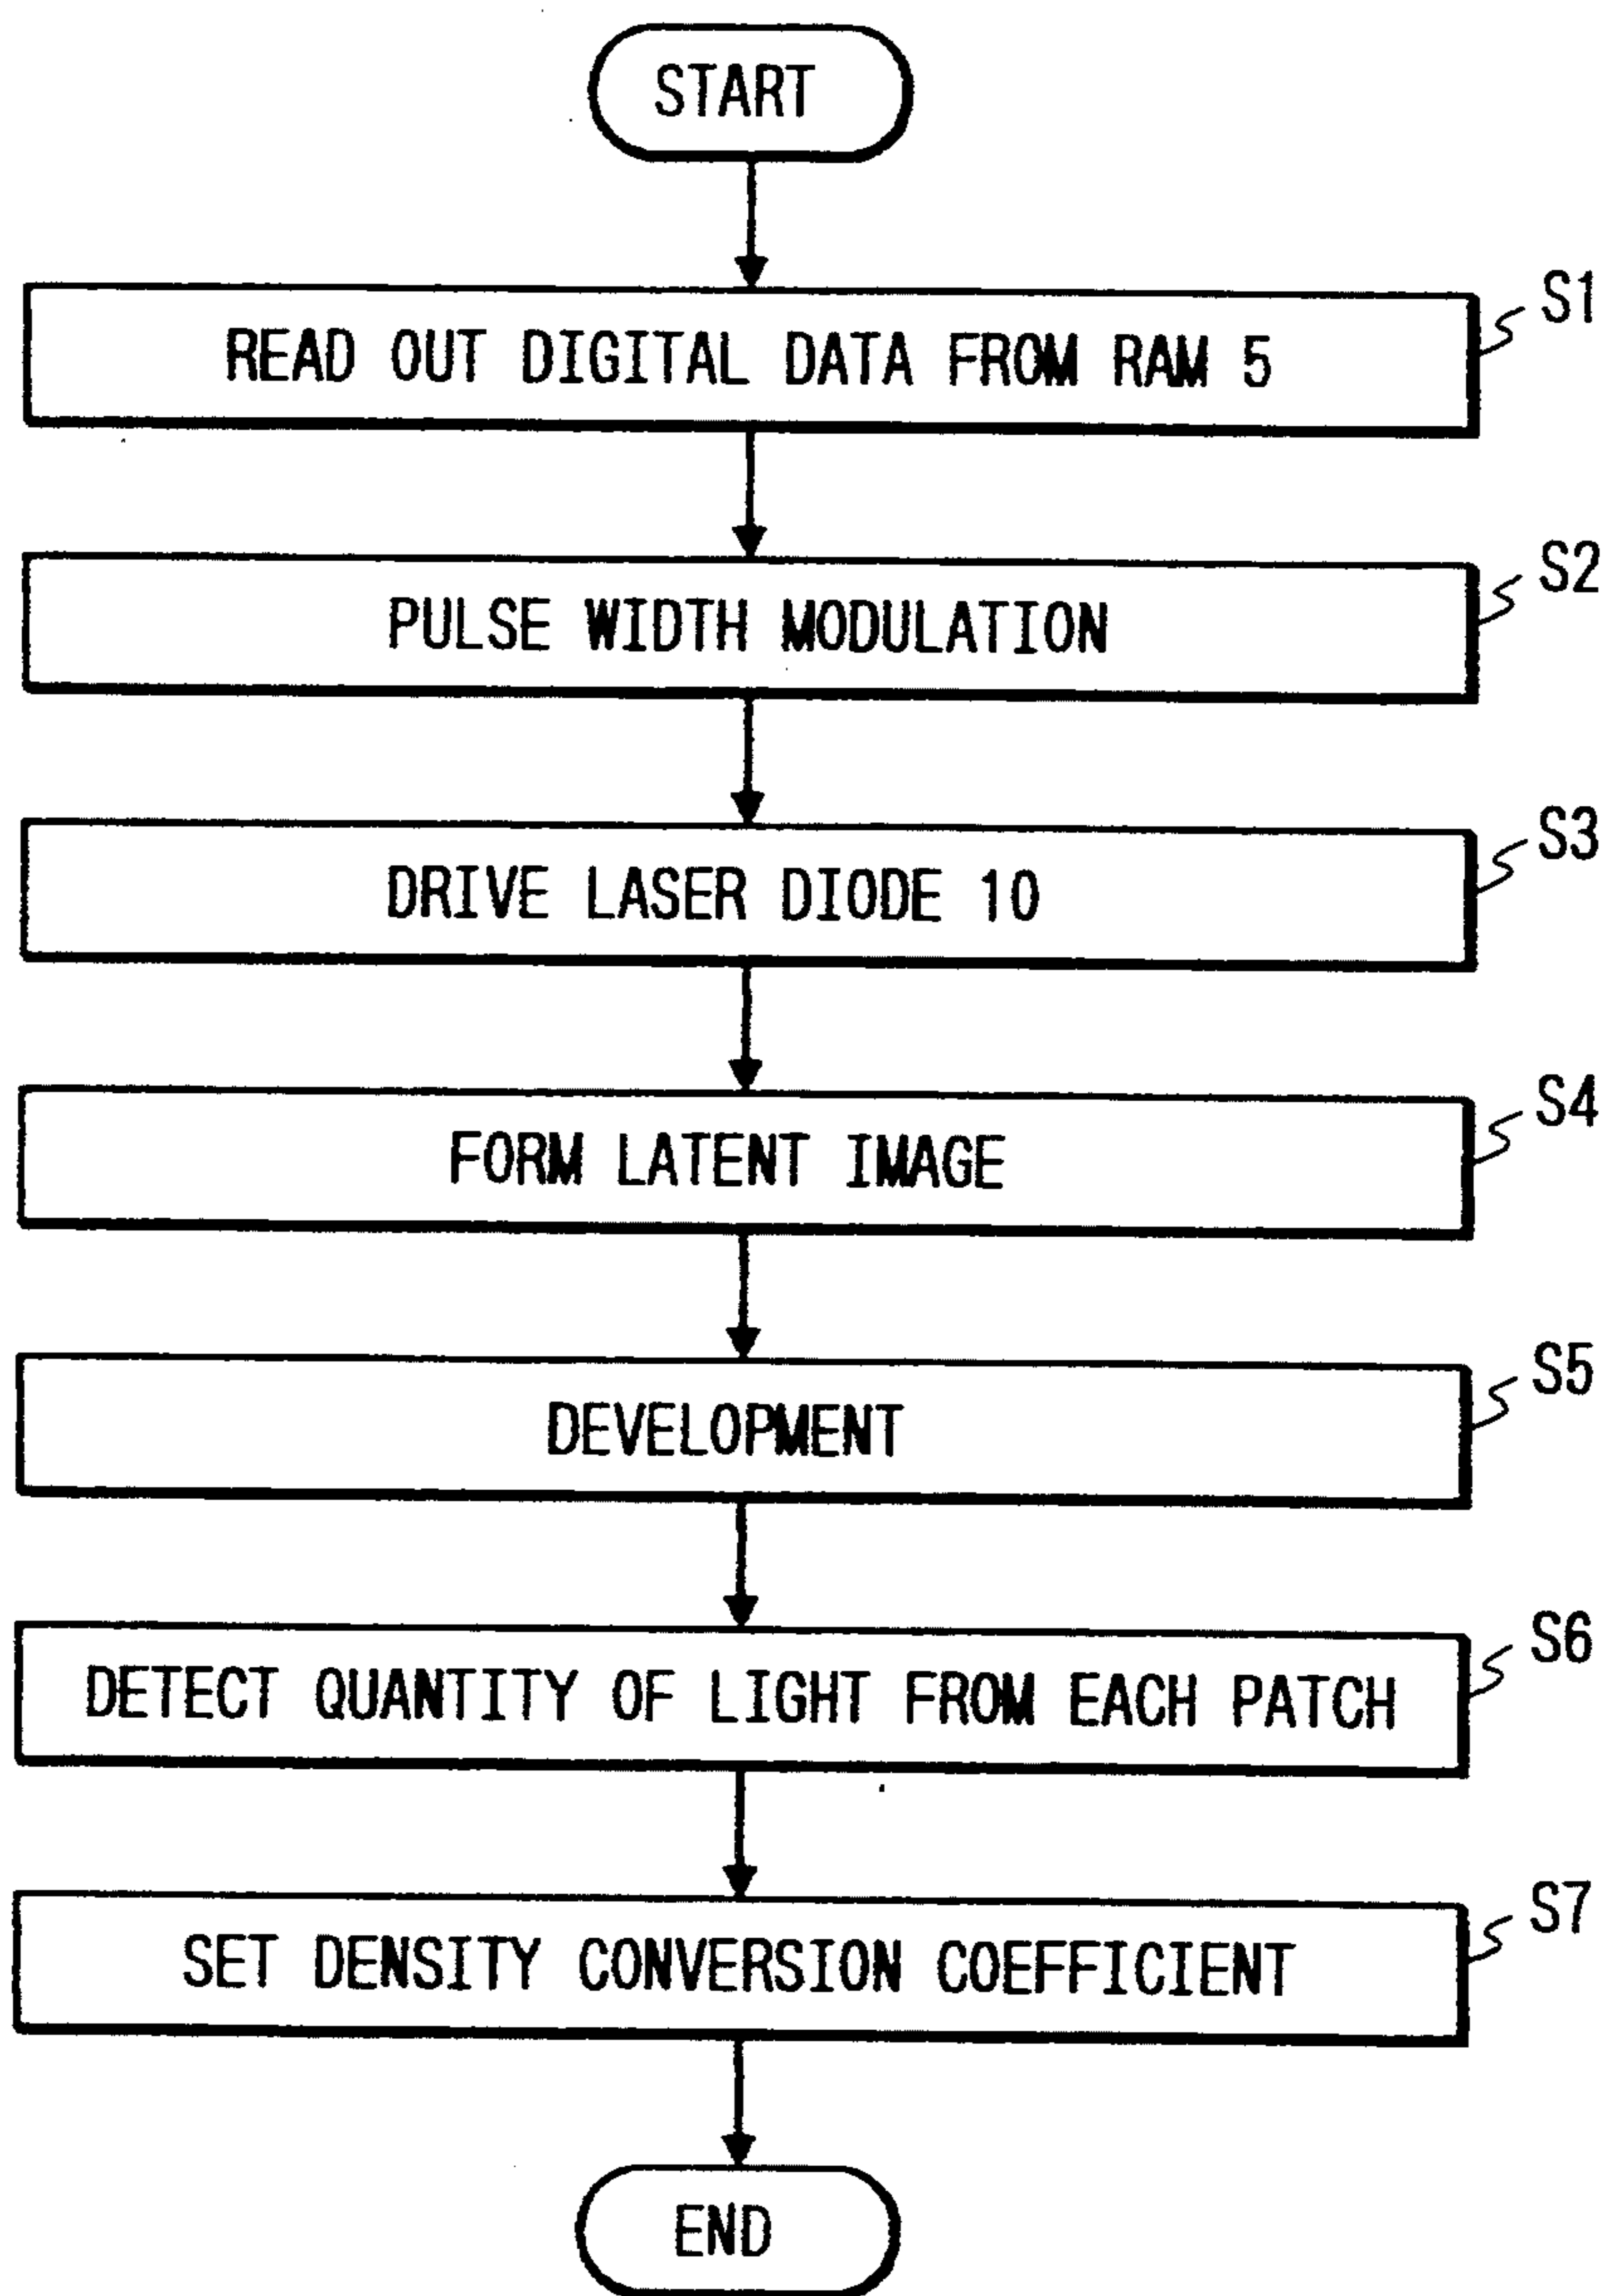 START
READ OUT DIGITAL DATA FROM RAM 5
S1
PULSE WIDTH MODULATION
S2
DRIVE LASER DIODE 10
S3
FORM LATENT IMAGE
S4
DEVELOPMENT
S5
DETECT QUANTITY OF LIGHT FROM EACH PATCH
S6
SET DENSITY CONVERSION COEFFICIENT
S7
END